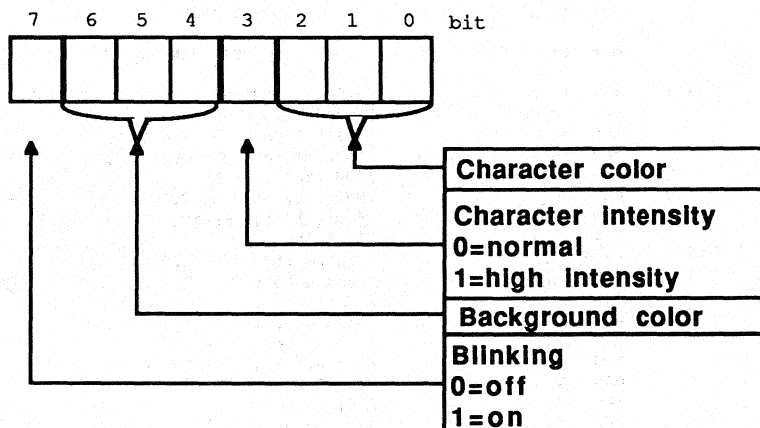 7 6 5 4 3 2 1 0 bit
Character color
Character intensity
0=normal
1=high intensity
Background color
Blinking
0=off
1=on